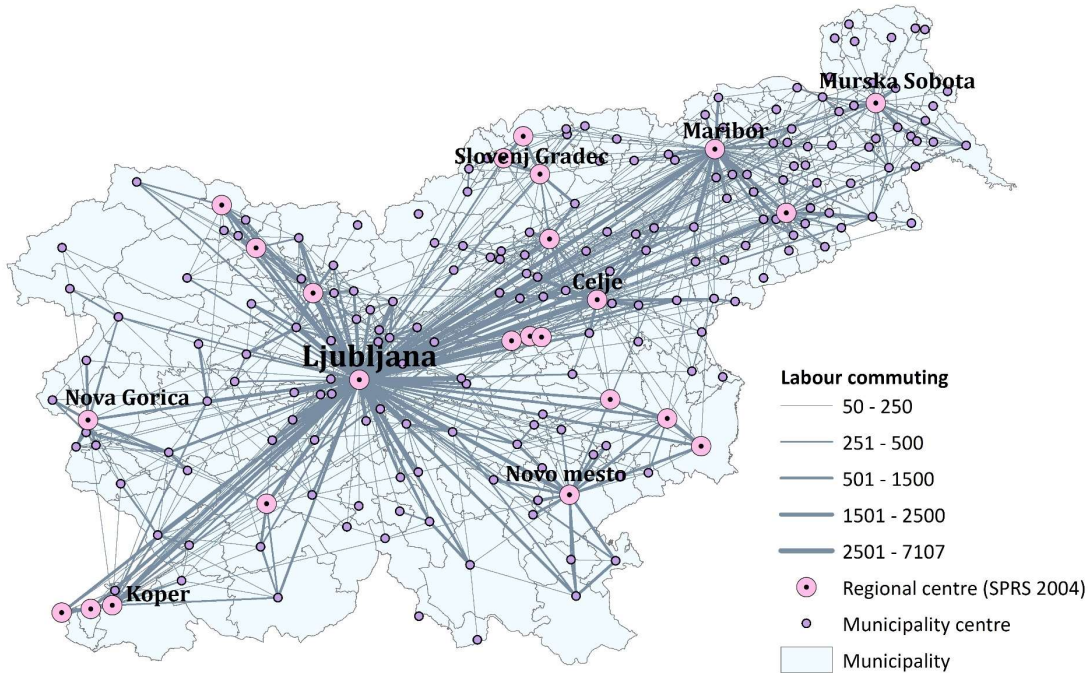 Murska Sobota
Maribor
Slovenj Gradec
Celje
Ljubljana
Nova Gorica
Novo mesto
Koper
Labour commuting
50 - 250
251 - 500
501 - 1500
1501 - 2500
2501 - 7107
Regional centre (SPRS 2004)
Municipality centre
Municipality